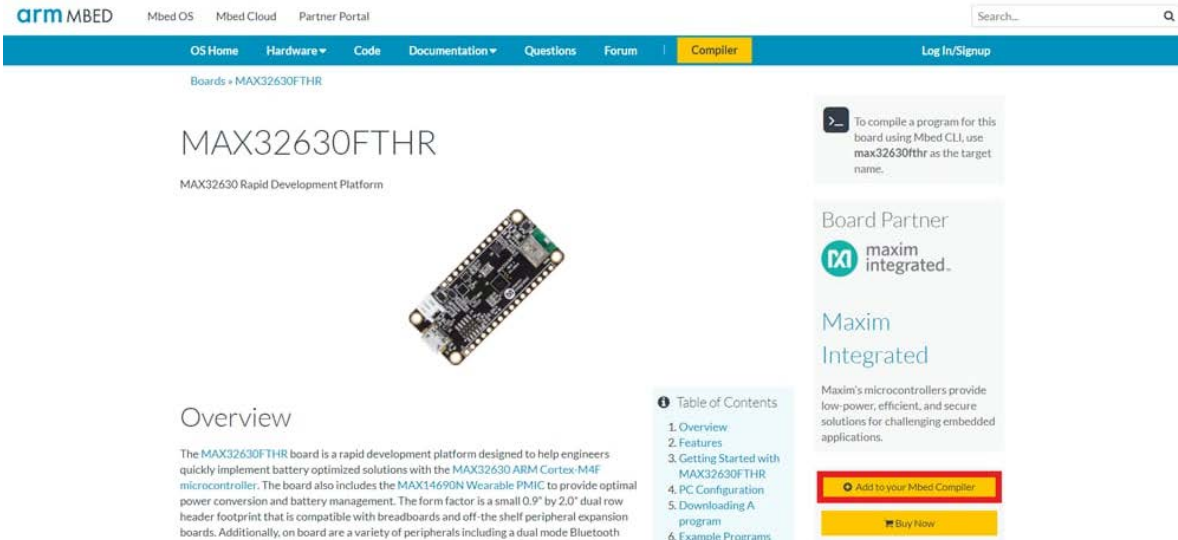 arm MBED
Mbed OS
Mbed Cloud
Partner Portal
Search...
OS Home
Hardware
Code
Documentation
Questions
Forum
Compiler
Log In/Signup
Boards » MAX32630FTHR
MAX32630FTHR
MAX32630 Rapid Development Platform
Overview
The MAX32630FTHR board is a rapid development platform designed to help engineers
quickly implement battery optimized solutions with the MAX32630 ARM Cortex-M4F
microcontroller. The board also includes the MAX14690N Wearable PMIC to provide optimal
power conversion and battery management. The form factor is a small 0.9" by 2.0" dual row
header footprint that is compatible with breadboards and off-the shelf peripheral expansion
boards. Additionally, on board are a variety of peripherals including a dual mode Bluetooth
Table of Contents
1. Overview
2. Features
3. Getting Started with
MAX32630FTHR
4. PC Configuration
5. Downloading A
program
6. Example Programs,
To compile a program for this
board using Mbed CLI, use
max32630fthr as the target
name.
Board Partner
maxim
integrated.
Maxim
Integrated
Maxim's microcontrollers provide
low-power, efficient, and secure
solutions for challenging embedded
applications.
Add to your Mbed Compiler
Buy Now